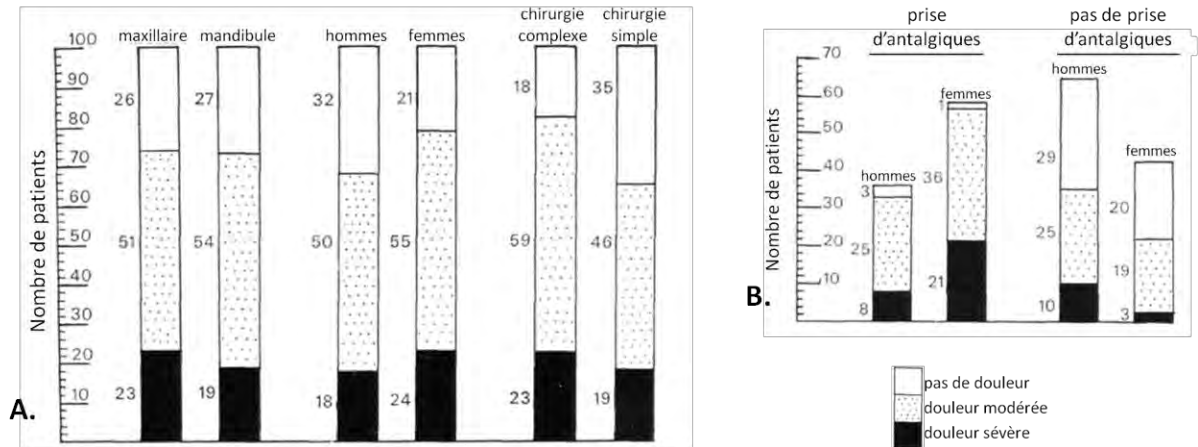 maxillaire mandibule hommes femmes chirurgie complexe chirurgie simple
100
90
80
70
60
50
40
30
20
10
Nombre de patients
26 27 32 21 18 35
51 54 50 55 59 46
23 19 18 24 23 19
A.
prise d’antalgiques
pas de prise d’antalgiques
70
60
50
40
30
20
10
Nombre de patients
hommes
3
25
8
femmes
1
36
21
hommes
29
25
10
femmes
20
19
3
B.
pas de douleur
douleur modérée
douleur sévère